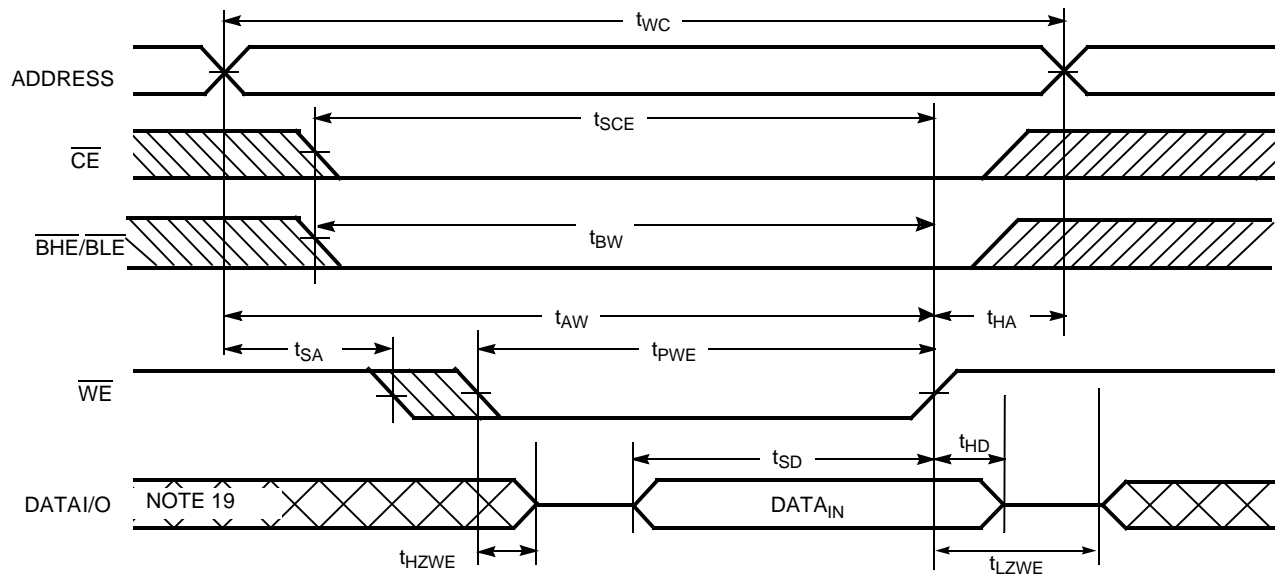 tWC
ADDRESS
tSCE
CE
tBW
BHE/BLE
tAW
tHA
tSA
tPWE
WE
tHD
tSD
DATAI/O
NOTE 19
DATAIN
tHZWE
tLZWE